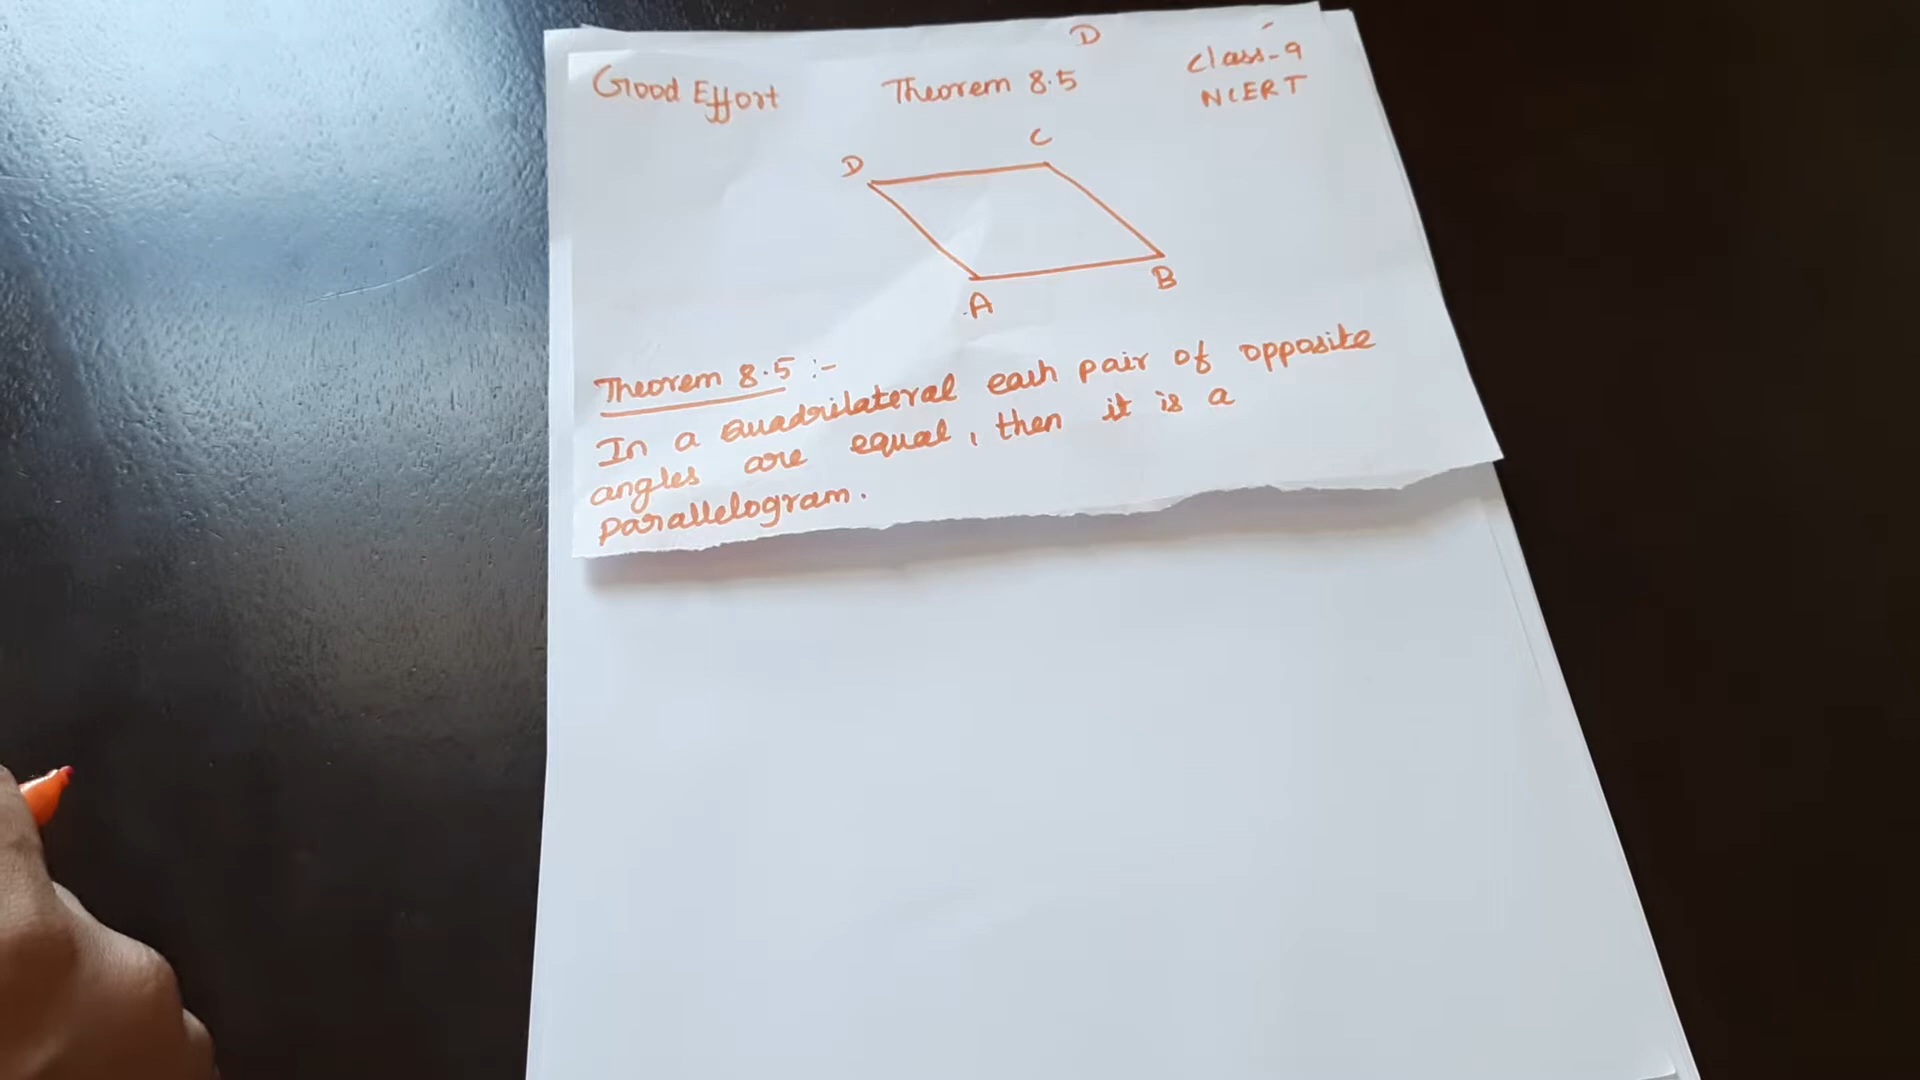 D
Good Effort
Theorem 8.5
Class-9
NCERT
D
C
A
B
Theorem 8.5 :-
In a Quadrilateral each pair of opposite
angles are equal, then it is a
parallelogram.